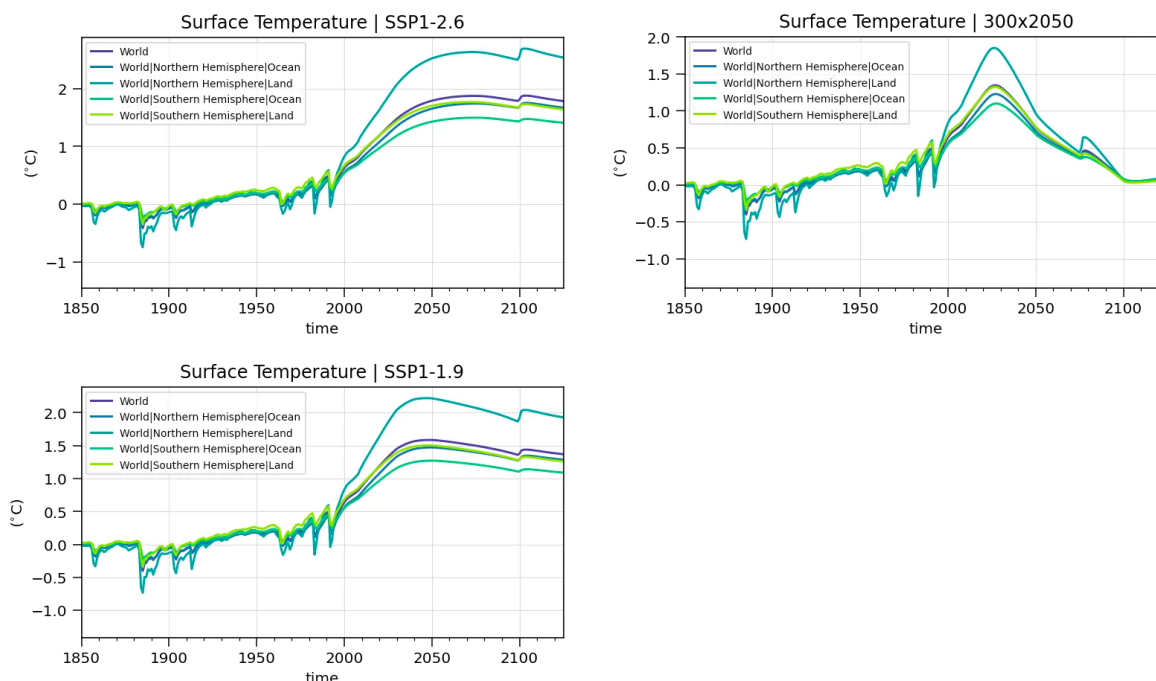 Surface Temperature | SSP1-2.6
World
World|Northern Hemisphere|Ocean
World|Northern Hemisphere|Land
World|Southern Hemisphere|Ocean
World|Southern Hemisphere|Land
2
1
0
−1
(°C)
1850 1900 1950 2000 2050 2100
time
Surface Temperature | 300x2050
World
World|Northern Hemisphere|Ocean
World|Northern Hemisphere|Land
World|Southern Hemisphere|Ocean
World|Southern Hemisphere|Land
2.0
1.5
1.0
0.5
0.0
−0.5
−1.0
(°C)
1850 1900 1950 2000 2050 2100
time
Surface Temperature | SSP1-1.9
World
World|Northern Hemisphere|Ocean
World|Northern Hemisphere|Land
World|Southern Hemisphere|Ocean
World|Southern Hemisphere|Land
2.0
1.5
1.0
0.5
0.0
−0.5
−1.0
(°C)
1850 1900 1950 2000 2050 2100
time